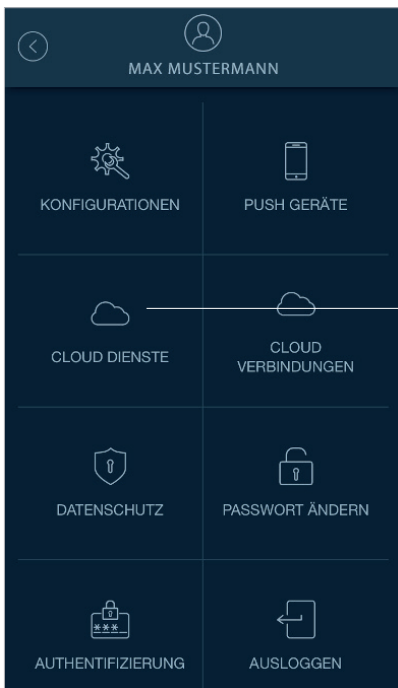 MAX MUSTERMANN
KONFIGURATIONEN
PUSH GERÄTE
CLOUD DIENSTE
CLOUD
VERBINDUNGEN
DATENSCHUTZ
PASSWORT ÄNDERN
***
AUTHENTIFIZIERUNG
AUSLOGGEN